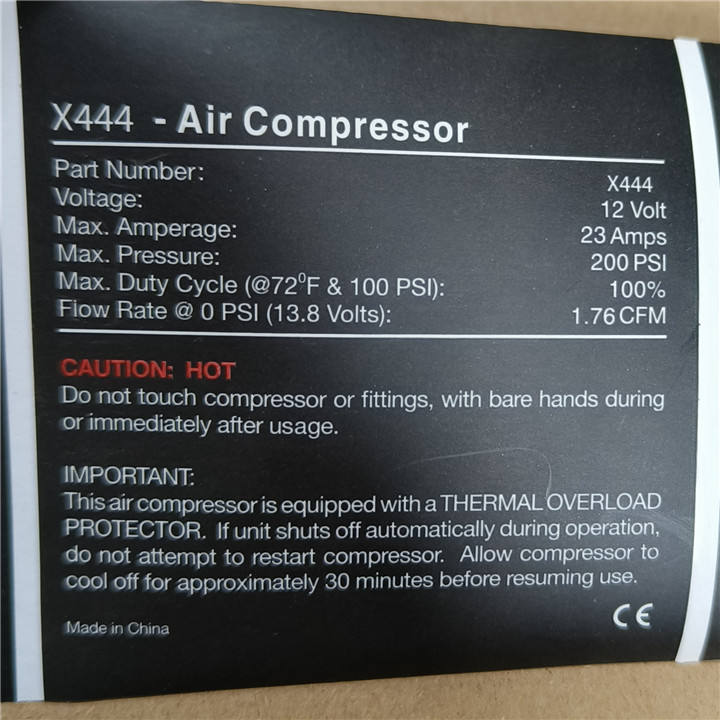 X444 - Air Compressor
Part Number: X444
Voltage: 12 Volt
Max. Amperage: 23 Amps
Max. Pressure: 200 PSI
Max. Duty Cycle (@72⁰F & 100 PSI): 100%
Flow Rate @ 0 PSI (13.8 Volts): 1.76 CFM
CAUTION: HOT
Do not touch compressor or fittings, with bare hands during
or immediately after usage.
IMPORTANT:
This air compressor is equipped with a THERMAL OVERLOAD
PROTECTOR. If unit shuts off automatically during operation,
do not attempt to restart compressor. Allow compressor to
cool off for approximately 30 minutes before resuming use.
CE
Made in China